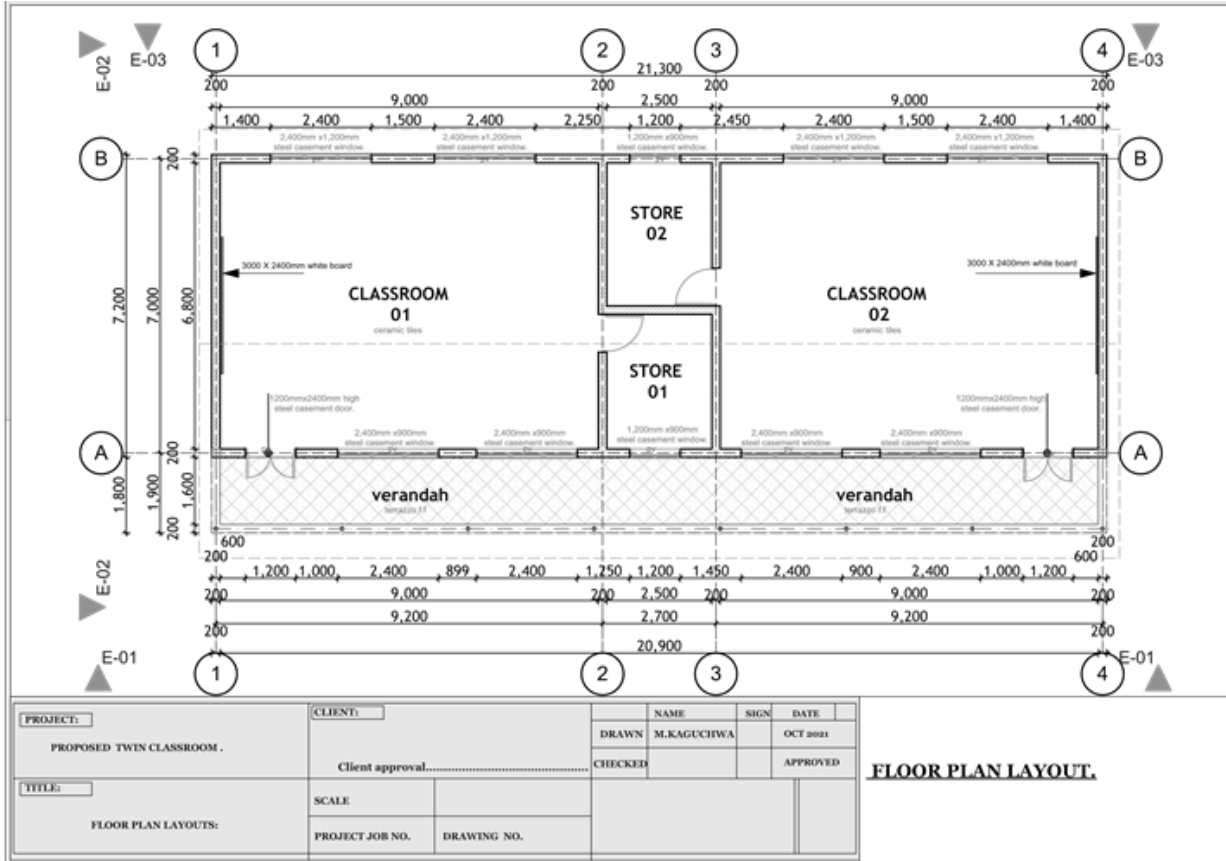 1
2
3
4
E-02
E-03
E-03
21,300
200
200
200
200
9,000
2,500
9,000
1,400
2,400
1,500
2,400
2,250
1,200
2,450
2,400
1,500
2,400
1,400
2,400mm x1,200mm
steel casement window.
2,400mm x1,200mm
steel casement window.
1,200mm x900mm
steel casement window.
2,400mm x1,200mm
steel casement window.
2,400mm x1,200mm
steel casement window.
B
B
200
STORE
02
3000 X 2400mm white board
3000 X 2400mm white board
CLASSROOM
01
ceramic tiles
CLASSROOM
02
ceramic tiles
7,200
7,000
6,800
STORE
01
1200mmx2400mm high
steel casement door.
1200mmx2400mm high
steel casement door.
2,400mm x900mm
steel casement window.
2,400mm x900mm
steel casement window.
1,200mm x900mm
steel casement window.
2,400mm x900mm
steel casement window.
2,400mm x900mm
steel casement window.
A
A
200
1,800
1,900
1,600
200
verandah
terrazzo f.f
verandah
terrazzo f.f
600
200
200
600
E-02
1,200
1,000
2,400
899
2,400
1,250
1,200
1,450
2,400
900
2,400
1,000
1,200
200
9,000
200
2,500
200
9,000
200
9,200
2,700
9,200
200
200
20,900
E-01
E-01
1
2
3
4
PROJECT:
PROPOSED TWIN CLASSROOM .
CLIENT:
Client approval
NAME
SIGN
DATE
DRAWN
M.KAGUCHWA
OCT 2021
CHECKED
APPROVED
TITLE:
FLOOR PLAN LAYOUTS:
SCALE
PROJECT JOB NO.
DRAWING NO.
FLOOR PLAN LAYOUT.